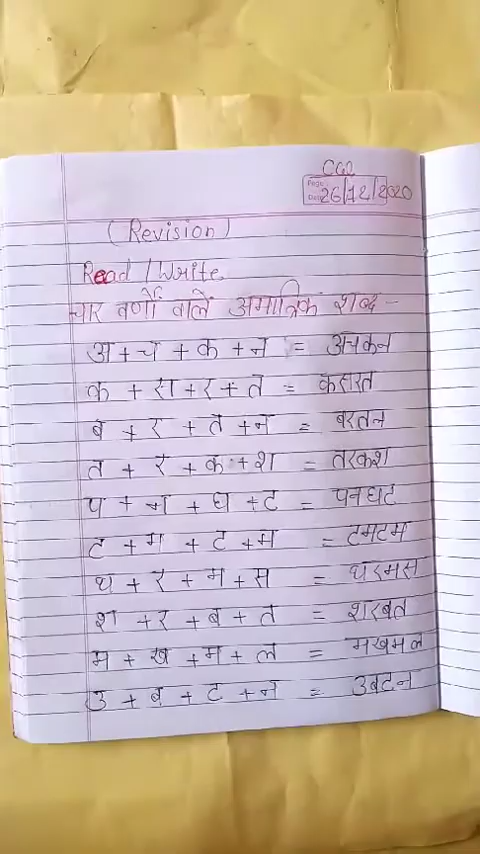 CW
Page
Date 26/12/2020
(Revision)
Read/Write
चार वर्णों वाले अमात्रिक शब्द -
अ + च + क + न = अचकन
क + स + र + त = कसरत
ब + र + त + न = बरतन
त + र + क + श = तरकश
प + न + घ + ट = पनघट
ट + म + ट + म = टमटम
थ + र + म + स = थरमस
श + र + ब + त = शरबत
म + ख + म + ल = मखमल
उ + ब + ट + न = उबटन